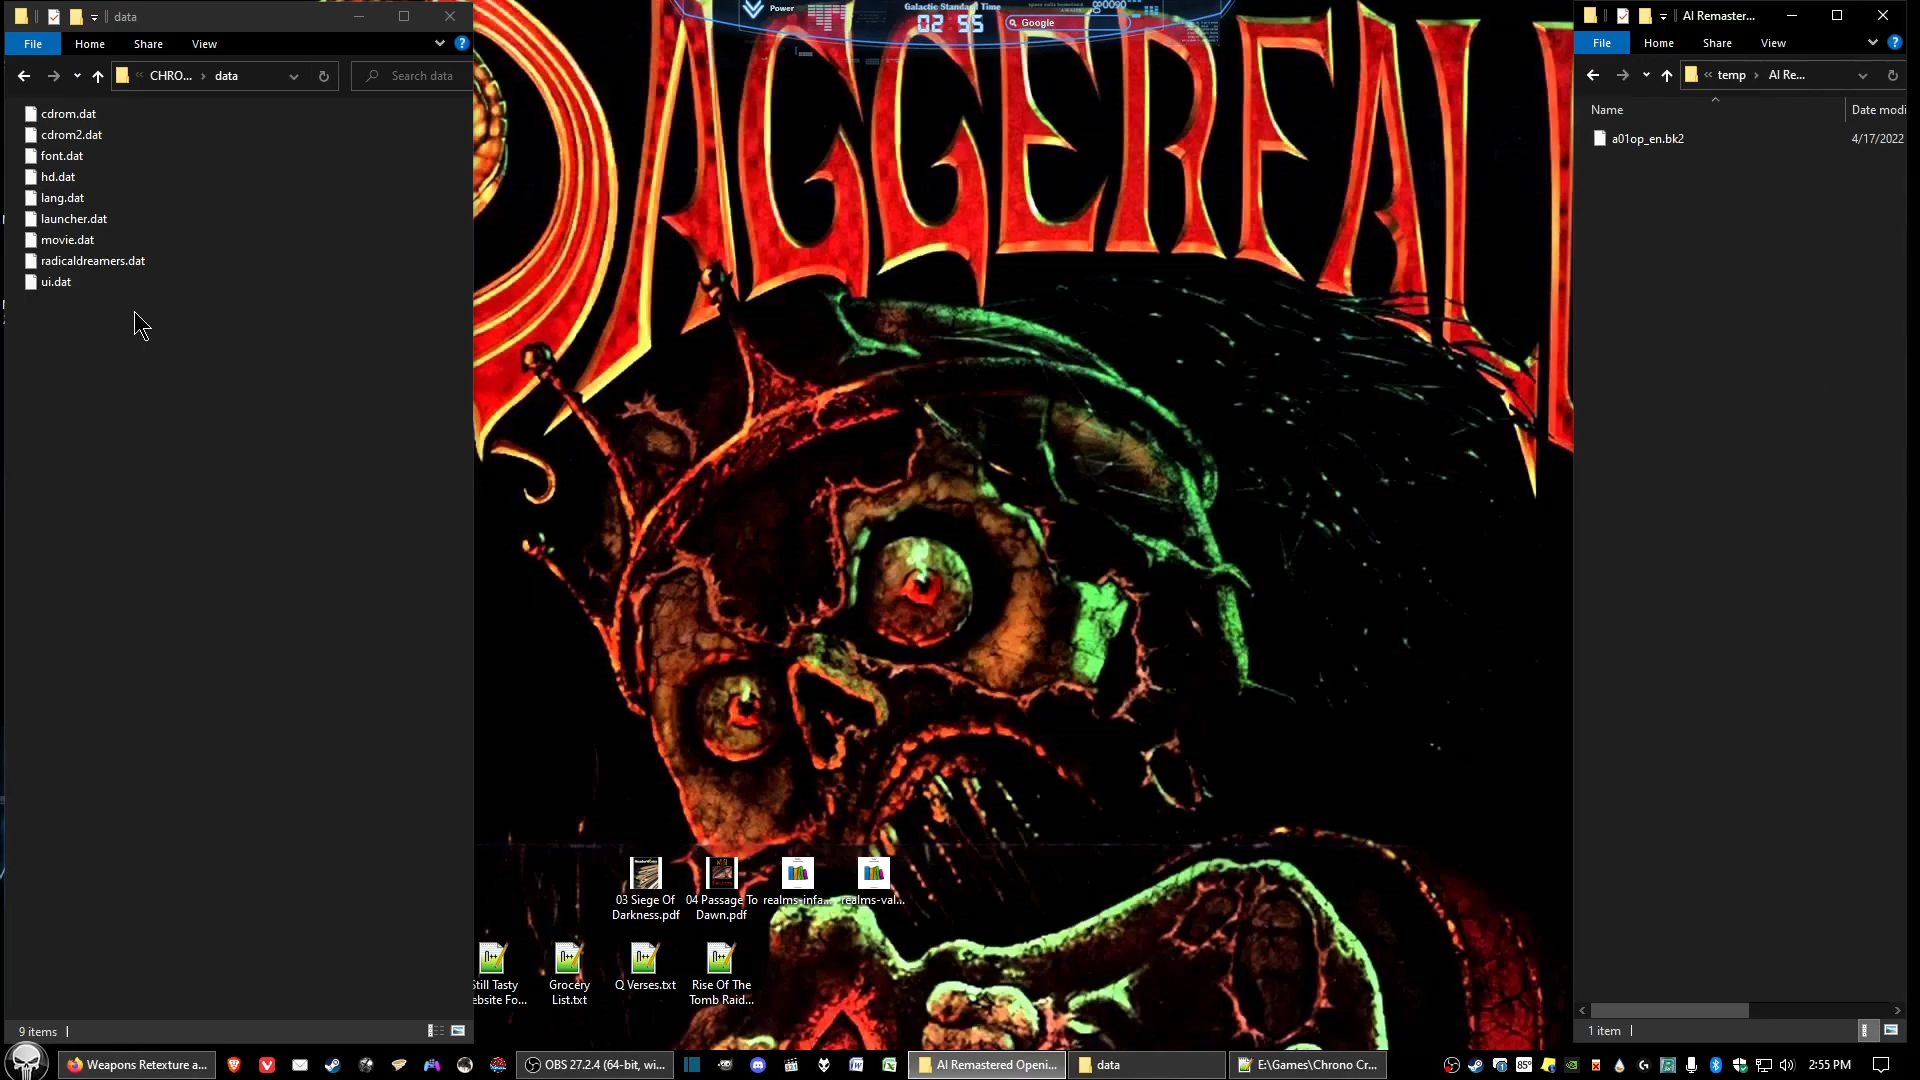 data
File
Home
Share
View
CHRO...
data
Search data
cdrom.dat
cdrom2.dat
font.dat
hd.dat
lang.dat
launcher.dat
movie.dat
radicaldreamers.dat
ui.dat
9 items
Power
Galactic Standard Time
02 55
Google
DAGGERFALL
AI Remaster...
File
Home
Share
View
temp
AI Re...
Name
Date modi
a01op_en.bk2
4/17/2022
1 item
03 Siege Of
Darkness.pdf
04 Passage To
Dawn.pdf
realms-infa...
realms-val...
Still Tasty
ebsite Fo...
Grocery
List.txt
Q Verses.txt
Rise Of The
Tomb Raid...
Weapons Retexture a...
OBS 27.2.4 (64-bit, wi...
AI Remastered Openi...
data
E:\Games\Chrono Cr...
85°
2:55 PM